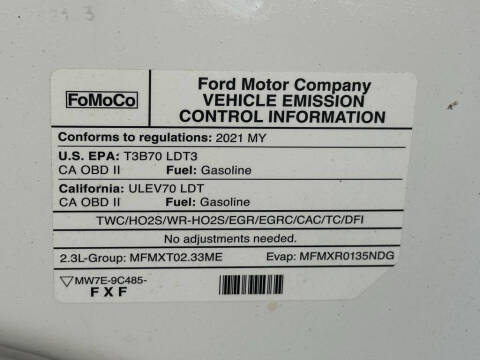 FoMoCo
Ford Motor Company
VEHICLE EMISSION
CONTROL INFORMATION
Conforms to regulations: 2021 MY
U.S. EPA: T3B70 LDT3
CA OBD II Fuel: Gasoline
California: ULEV70 LDT
CA OBD II Fuel: Gasoline
TWC/HO2S/WR-HO2S/EGR/EGRC/CAC/TC/DFI
No adjustments needed.
2.3L-Group: MFMXT02.33ME Evap: MFMXR0135NDG
▽MW7E-9C485-
FXF